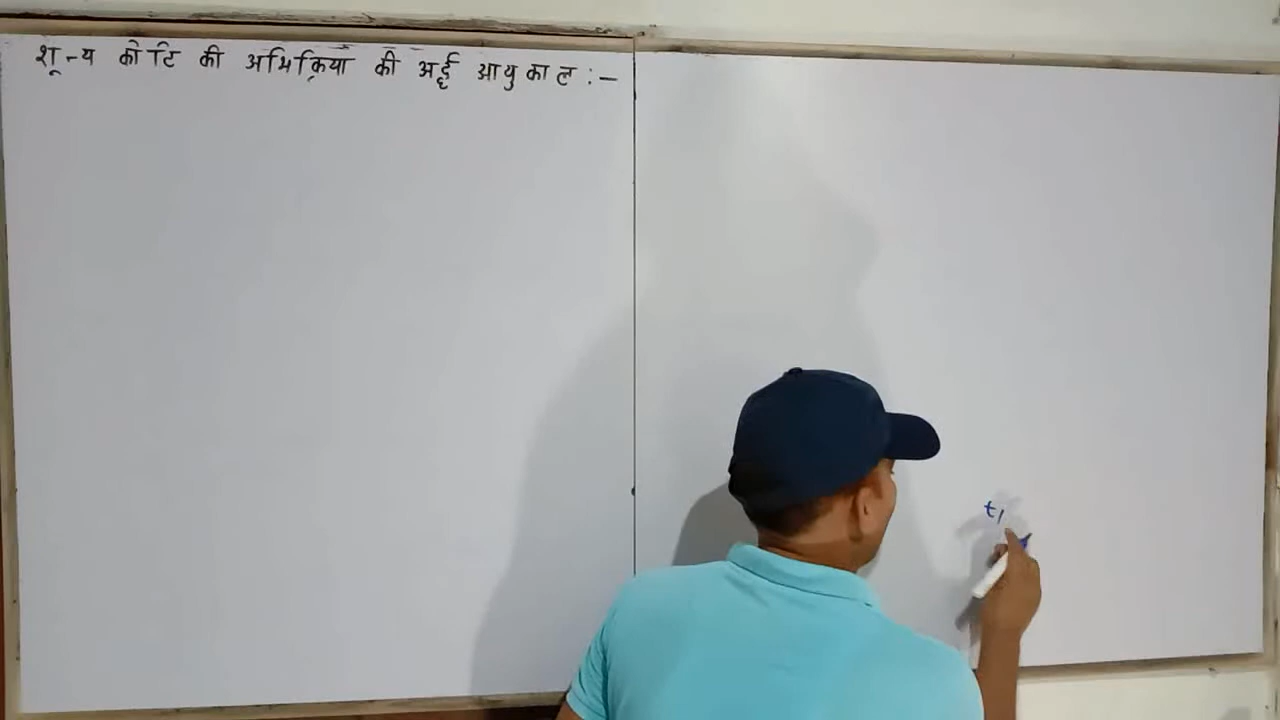 शून्य कोटि की अभिक्रिया की अर्द्ध आयुकाल :-
t1